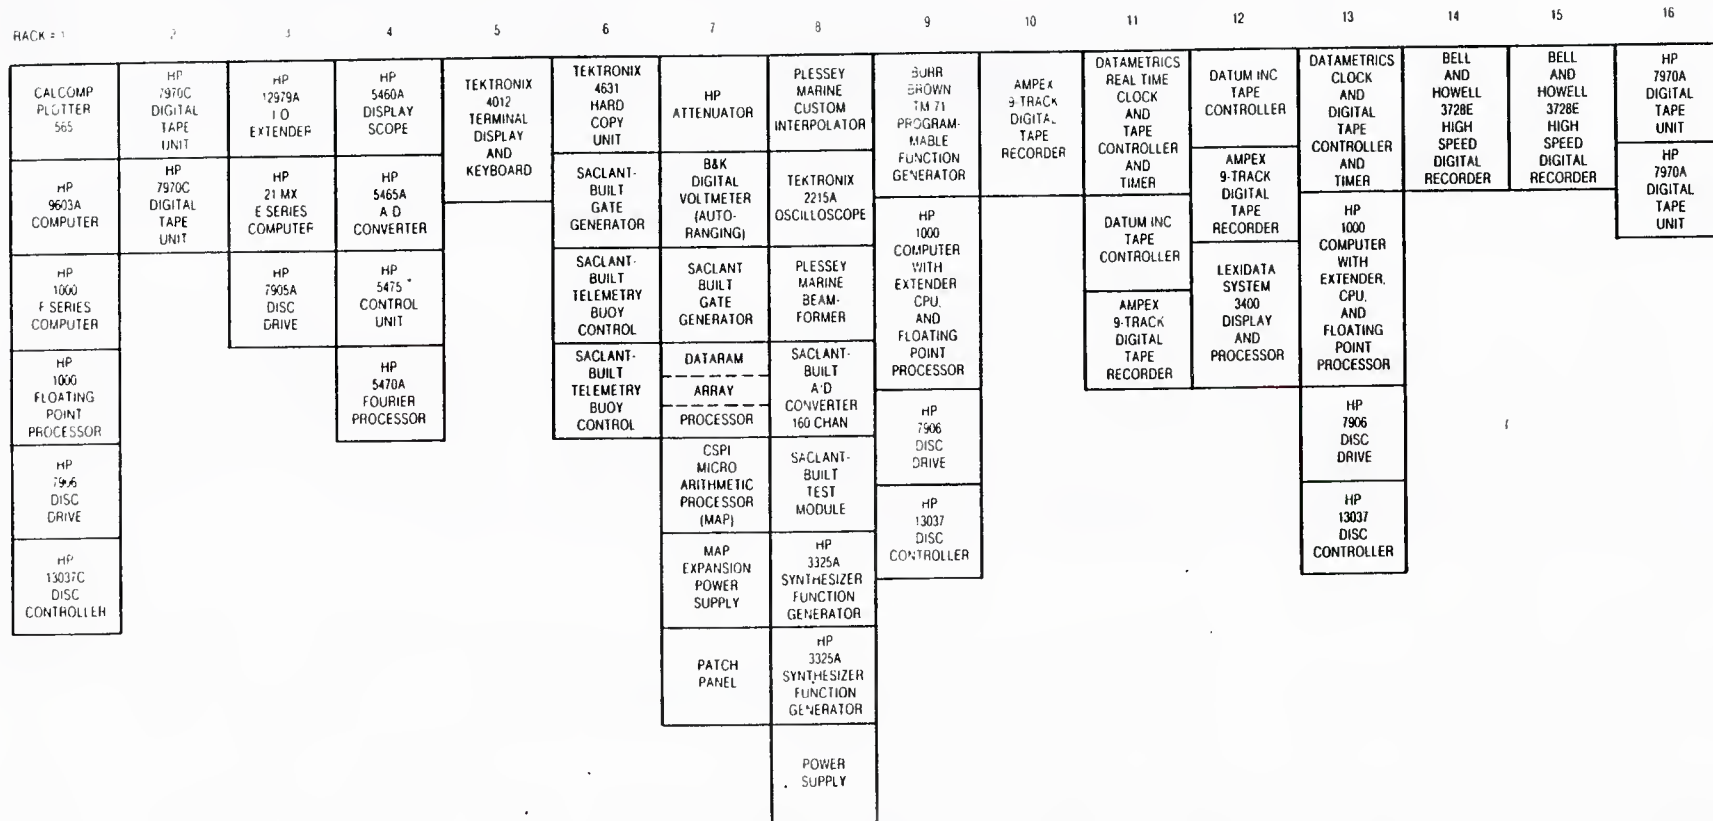 RACK = 1 2 3 4 5 6 7 8 9 10 11 12 13 14 15 16
CALCOMP
PLOTTER
565
HP
9603A
COMPUTER
HP
1000
F SERIES
COMPUTER
HP
1000
FLOATING
POINT
PROCESSOR
HP
7906
DISC
DRIVE
HP
13037C
DISC
CONTROLLER
HP
7970C
DIGITAL
TAPE
UNIT
HP
7970C
DIGITAL
TAPE
UNIT
HP
12979A
I O
EXTENDER
HP
21 MX
E SERIES
COMPUTER
HP
7905A
DISC
DRIVE
HP
5460A
DISPLAY
SCOPE
HP
5465A
A D
CONVERTER
HP
5475
CONTROL
UNIT
HP
5470A
FOURIER
PROCESSOR
TEKTRONIX
4012
TERMINAL
DISPLAY
AND
KEYBOARD
TEKTRONIX
4631
HARD
COPY
UNIT
SACLANT-
BUILT
GATE
GENERATOR
SACLANT-
BUILT
TELEMETRY
BUOY
CONTROL
SACLANT-
BUILT
TELEMETRY
BUOY
CONTROL
HP
ATTENUATOR
B&K
DIGITAL
VOLTMETER
(AUTO-
RANGING)
SACLANT
BUILT
GATE
GENERATOR
DATARAM
ARRAY
PROCESSOR
CSPI
MICRO
ARITHMETIC
PROCESSOR
(MAP)
MAP
EXPANSION
POWER
SUPPLY
PATCH
PANEL
PLESSEY
MARINE
CUSTOM
INTERPOLATOR
TEKTRONIX
2215A
OSCILLOSCOPE
PLESSEY
MARINE
BEAM-
FORMER
SACLANT-
BUILT
A/D
CONVERTER
160 CHAN
SACLANT-
BUILT
TEST
MODULE
HP
3325A
SYNTHESIZER
FUNCTION
GENERATOR
HP
3325A
SYNTHESIZER
FUNCTION
GENERATOR
POWER
SUPPLY
BURR
BROWN
TM 71
PROGRAM-
MABLE
FUNCTION
GENERATOR
HP
1000
COMPUTER
WITH
EXTENDER
CPU,
AND
FLOATING
POINT
PROCESSOR
HP
7906
DISC
DRIVE
HP
13037
DISC
CONTROLLER
AMPEX
9-TRACK
DIGITAL
TAPE
RECORDER
DATAMETRICS
REAL TIME
CLOCK
AND
TAPE
CONTROLLER
AND
TIMER
DATUM INC
TAPE
CONTROLLER
AMPEX
9-TRACK
DIGITAL
TAPE
RECORDER
DATUM INC
TAPE
CONTROLLER
AMPEX
9-TRACK
DIGITAL
TAPE
RECORDER
LEXIDATA
SYSTEM
3400
DISPLAY
AND
PROCESSOR
DATAMETRICS
CLOCK
AND
DIGITAL
TAPE
CONTROLLER
AND
TIMER
HP
1000
COMPUTER
WITH
EXTENDER,
CPU,
AND
FLOATING
POINT
PROCESSOR
HP
7906
DISC
DRIVE
HP
13037
DISC
CONTROLLER
BELL
AND
HOWELL
3728E
HIGH
SPEED
DIGITAL
RECORDER
BELL
AND
HOWELL
3728E
HIGH
SPEED
DIGITAL
RECORDER
HP
7970A
DIGITAL
TAPE
UNIT
HP
7970A
DIGITAL
TAPE
UNIT